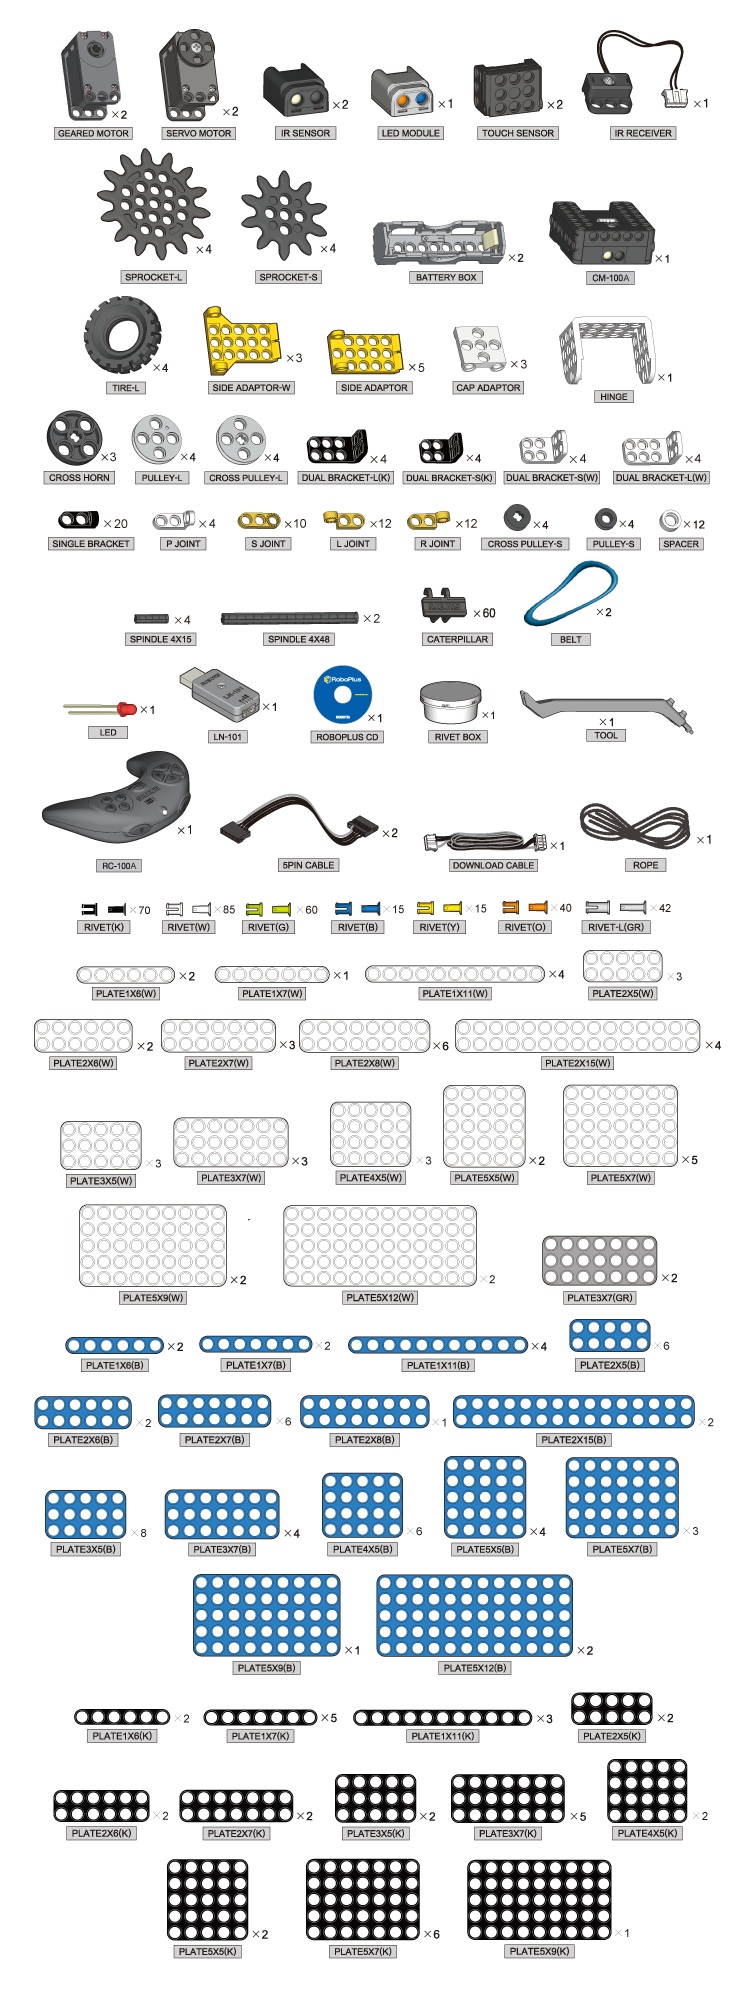 ×2 ×2 ×2 ×1 ×2 ×1
GEARED MOTOR SERVO MOTOR IR SENSOR LED MODULE TOUCH SENSOR IR RECEIVER
×4 ×4 ×2 ×1
SPROCKET-L SPROCKET-S BATTERY BOX CM-100A
×4 ×3 ×5 ×3 ×1
TIRE-L SIDE ADAPTOR-W SIDE ADAPTOR CAP ADAPTOR HINGE
×3 ×4 ×4 ×4 ×4 ×4 ×4
CROSS HORN PULLEY-L CROSS PULLEY-L DUAL BRACKET-L(K) DUAL BRACKET-S(K) DUAL BRACKET-S(W) DUAL BRACKET-L(W)
×20 ×4 ×10 ×12 ×12 ×4 ×4 ×12
SINGLE BRACKET P JOINT S JOINT L JOINT R JOINT CROSS PULLEY-S PULLEY-S SPACER
×4 ×2 ×60 ×2
SPINDLE 4X15 SPINDLE 4X48 CATERPILLAR BELT
LN-101 RoboPlus
×1 ×1 ×1 ×1 ×1
LED LN-101 ROBOPLUS CD RIVET BOX TOOL
×1 ×2 ×1 ×1
RC-100A 5PIN CABLE DOWNLOAD CABLE ROPE
×70 ×85 ×60 ×15 ×15 ×40 ×42
RIVET(K) RIVET(W) RIVET(G) RIVET(B) RIVET(Y) RIVET(O) RIVET-L(GR)
×2 ×1 ×4 ×3
PLATE1X6(W) PLATE1X7(W) PLATE1X11(W) PLATE2X5(W)
×2 ×3 ×6 ×4
PLATE2X6(W) PLATE2X7(W) PLATE2X8(W) PLATE2X15(W)
×3 ×3 ×3 ×2 ×5
PLATE3X5(W) PLATE3X7(W) PLATE4X5(W) PLATE5X5(W) PLATE5X7(W)
×2 ×2 ×2
PLATE5X9(W) PLATE5X12(W) PLATE3X7(GR)
×2 ×2 ×4 ×6
PLATE1X6(B) PLATE1X7(B) PLATE1X11(B) PLATE2X5(B)
×2 ×6 ×1 ×2
PLATE2X6(B) PLATE2X7(B) PLATE2X8(B) PLATE2X15(B)
×8 ×4 ×6 ×4 ×3
PLATE3X5(B) PLATE3X7(B) PLATE4X5(B) PLATE5X5(B) PLATE5X7(B)
×1 ×2
PLATE5X9(B) PLATE5X12(B)
×2 ×5 ×3 ×2
PLATE1X6(K) PLATE1X7(K) PLATE1X11(K) PLATE2X5(K)
×2 ×2 ×2 ×5 ×2
PLATE2X6(K) PLATE2X7(K) PLATE3X5(K) PLATE3X7(K) PLATE4X5(K)
×2 ×6 ×1
PLATE5X5(K) PLATE5X7(K) PLATE5X9(K)